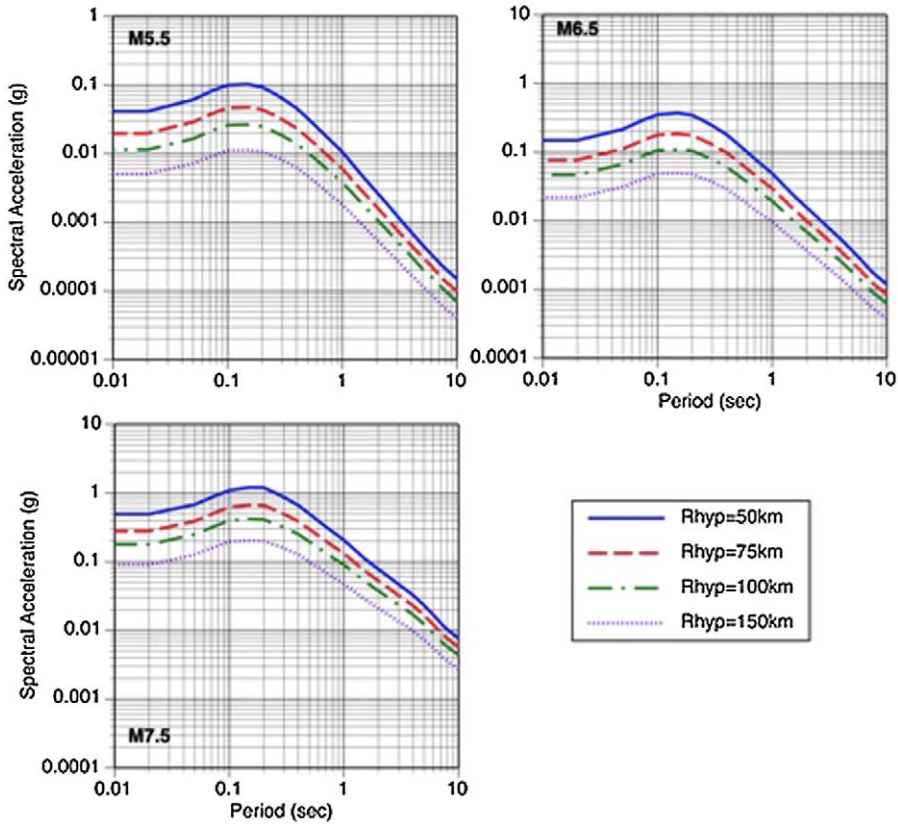 M5.5
Spectral Acceleration (g)
1
0.1
0.01
0.001
0.0001
0.00001
0.01
0.1
1
10
M6.5
10
1
0.1
0.01
0.001
0.0001
0.01
0.1
1
10
Period (sec)
M7.5
Spectral Acceleration (g)
10
1
0.1
0.01
0.001
0.0001
0.01
0.1
1
10
Period (sec)
Rhyp=50km
Rhyp=75km
Rhyp=100km
Rhyp=150km